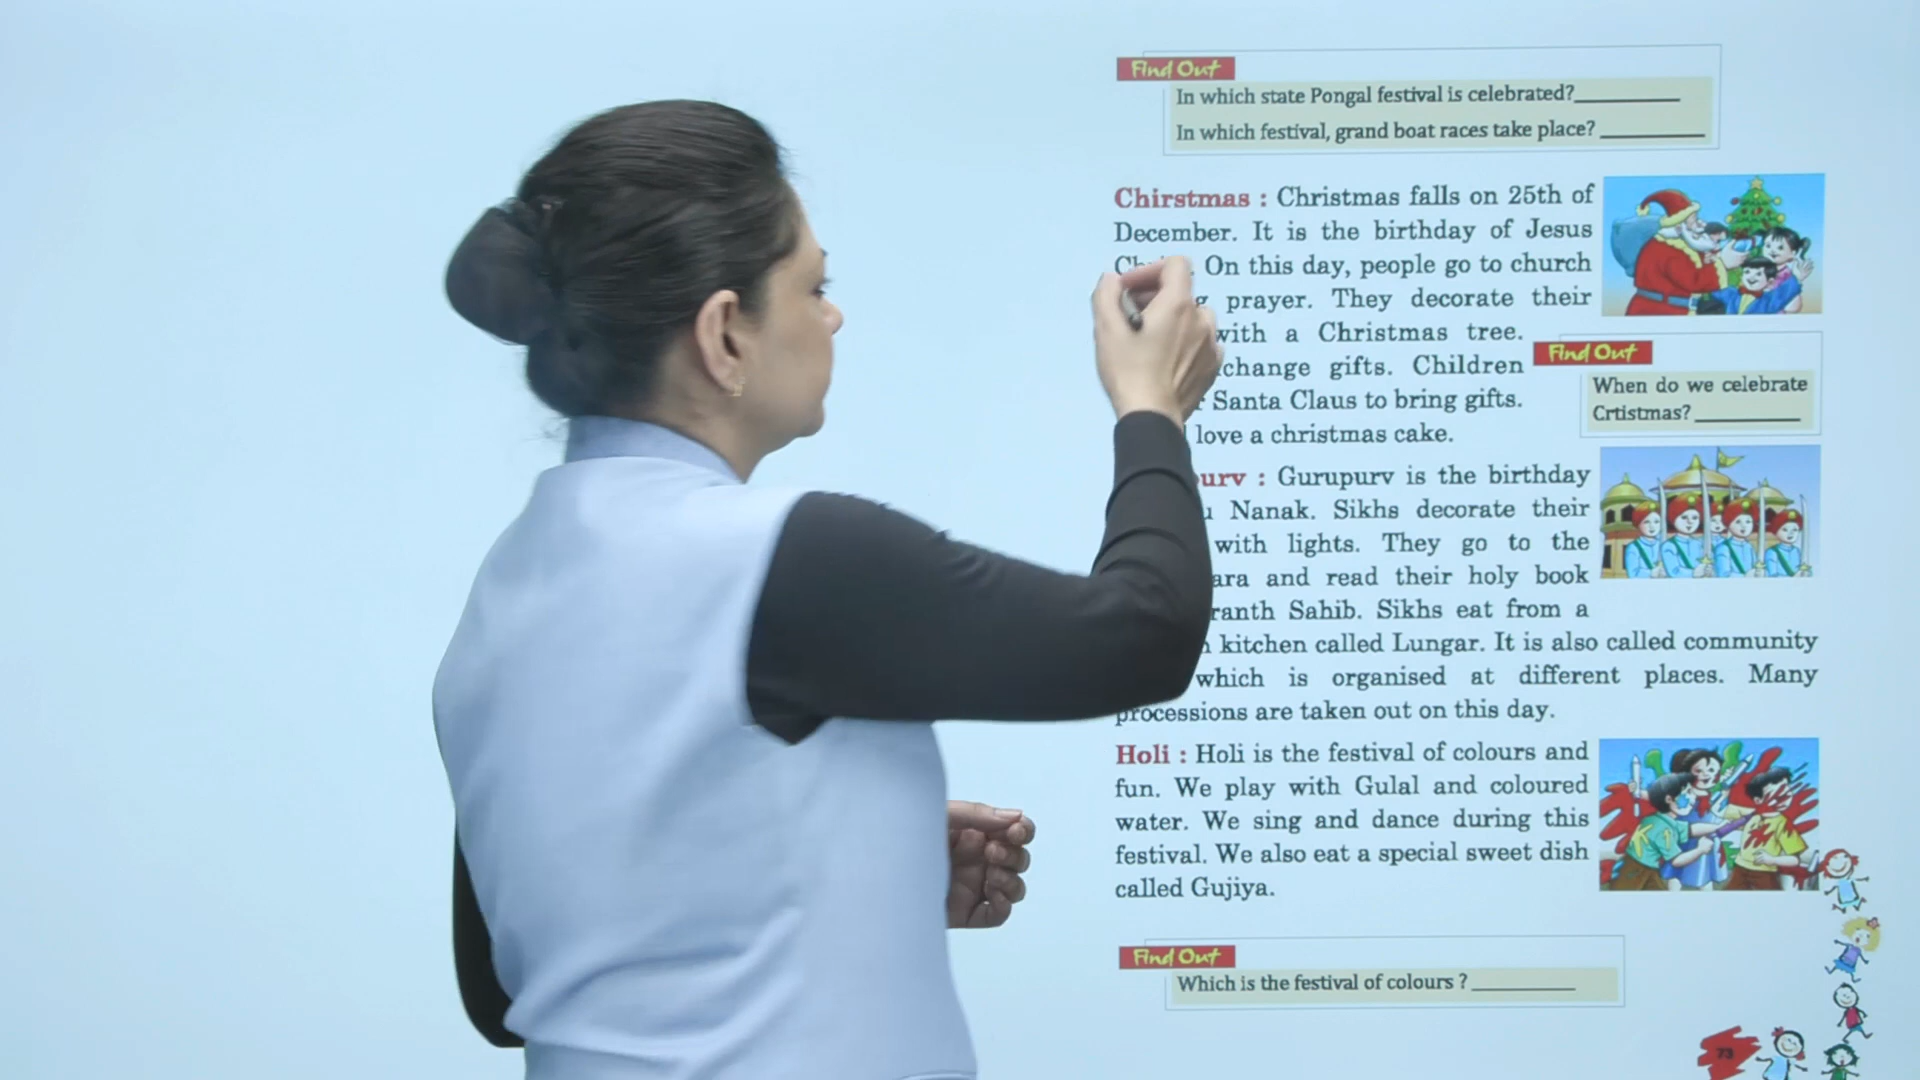 Find Out
In which state Pongal festival is celebrated?
In which festival, grand boat races take place?
Chirstmas : Christmas falls on 25th of
December. It is the birthday of Jesus
On this day, people go to church
prayer. They decorate their
with a Christmas tree.
change gifts. Children
Santa Claus to bring gifts.
love a christmas cake.
Find Out
When do we celebrate
Crtistmas?
urv : Gurupurv is the birthday
Nanak. Sikhs decorate their
with lights. They go to the
ara and read their holy book
ranth Sahib. Sikhs eat from a
kitchen called Lungar. It is also called community
which is organised at different places. Many
processions are taken out on this day.
Holi : Holi is the festival of colours and
fun. We play with Gulal and coloured
water. We sing and dance during this
festival. We also eat a special sweet dish
called Gujiya.
Find Out
Which is the festival of colours ?
73